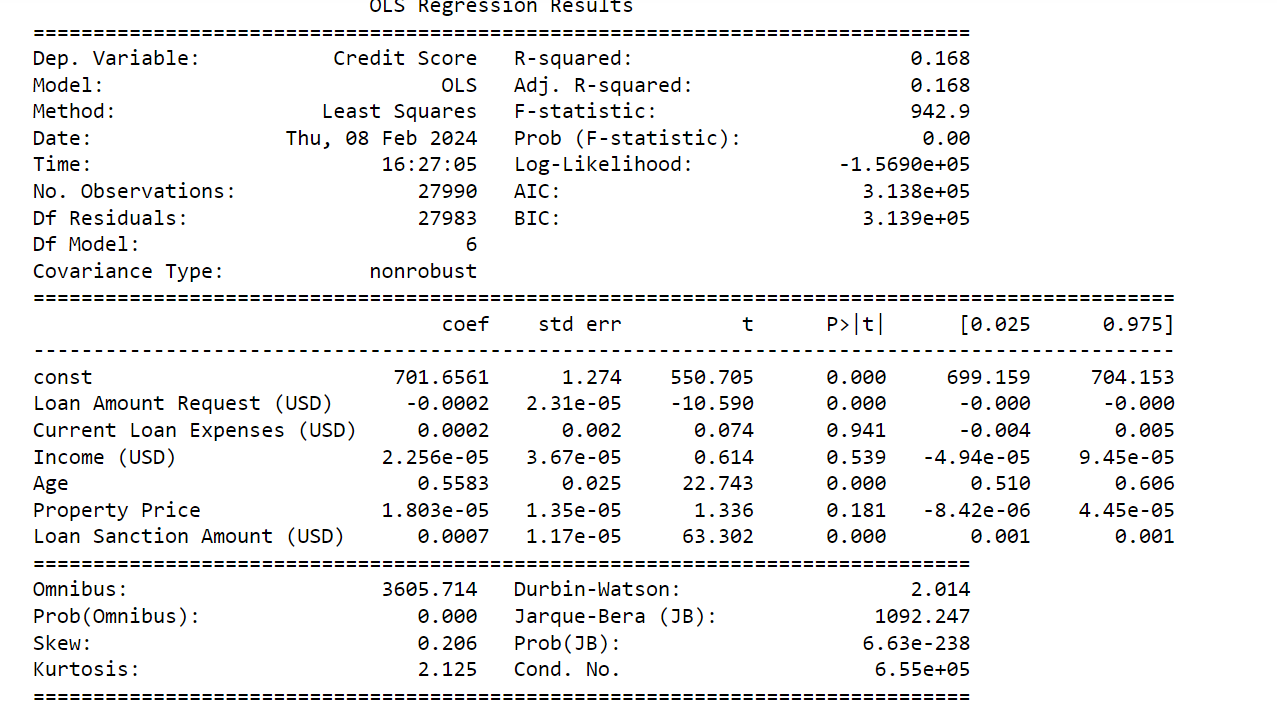 OLS Regression Results
==============================================================================
Dep. Variable: Credit Score R-squared: 0.168
Model: OLS Adj. R-squared: 0.168
Method: Least Squares F-statistic: 942.9
Date: Thu, 08 Feb 2024 Prob (F-statistic): 0.00
Time: 16:27:05 Log-Likelihood: -1.5690e+05
No. Observations: 27990 AIC: 3.138e+05
Df Residuals: 27983 BIC: 3.139e+05
Df Model: 6
Covariance Type: nonrobust
===============================================================================================
coef std err t P>|t| [0.025 0.975]
-----------------------------------------------------------------------------------------------
const 701.6561 1.274 550.705 0.000 699.159 704.153
Loan Amount Request (USD) -0.0002 2.31e-05 -10.590 0.000 -0.000 -0.000
Current Loan Expenses (USD) 0.0002 0.002 0.074 0.941 -0.004 0.005
Income (USD) 2.256e-05 3.67e-05 0.614 0.539 -4.94e-05 9.45e-05
Age 0.5583 0.025 22.743 0.000 0.510 0.606
Property Price 1.803e-05 1.35e-05 1.336 0.181 -8.42e-06 4.45e-05
Loan Sanction Amount (USD) 0.0007 1.17e-05 63.302 0.000 0.001 0.001
==============================================================================
Omnibus: 3605.714 Durbin-Watson: 2.014
Prob(Omnibus): 0.000 Jarque-Bera (JB): 1092.247
Skew: 0.206 Prob(JB): 6.63e-238
Kurtosis: 2.125 Cond. No. 6.55e+05
==============================================================================